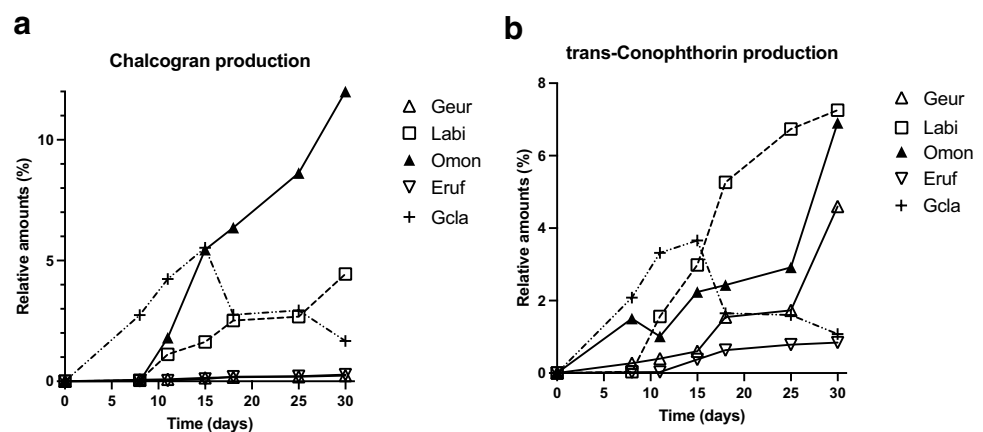 a
Chalcogran production
Relative amounts (%)
10
5
0
0 5 10 15 20 25 30
Time (days)
Geur
Labi
Omon
Eruf
Gcla
b
trans-Conophthorin production
Relative amounts (%)
8
6
4
2
0
0 5 10 15 20 25 30
Time (days)
Geur
Labi
Omon
Eruf
Gcla